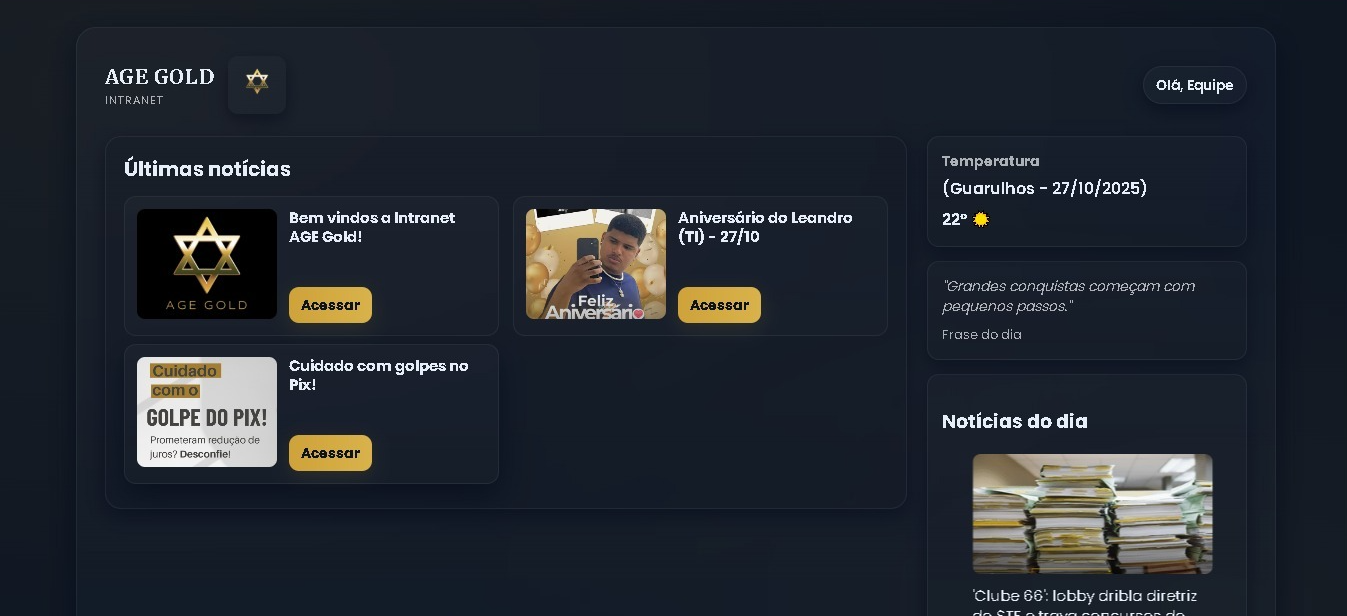 AGE GOLD
INTRANET
Olá, Equipe
Últimas notícias
AGE GOLD
Bem vindos a Intranet
AGE Gold!
Acessar
Feliz
Aniversário
Aniversário do Leandro
(TI) - 27/10
Acessar
Cuidado
com o
GOLPE DO PIX!
Prometeram redução de
juros? Desconfie!
Cuidado com golpes no
Pix!
Acessar
Temperatura
(Guarulhos - 27/10/2025)
22°
"Grandes conquistas começam com
pequenos passos."
Frase do dia
Notícias do dia
'Clube 66': lobby dribla diretriz
do STF e trava concursos de